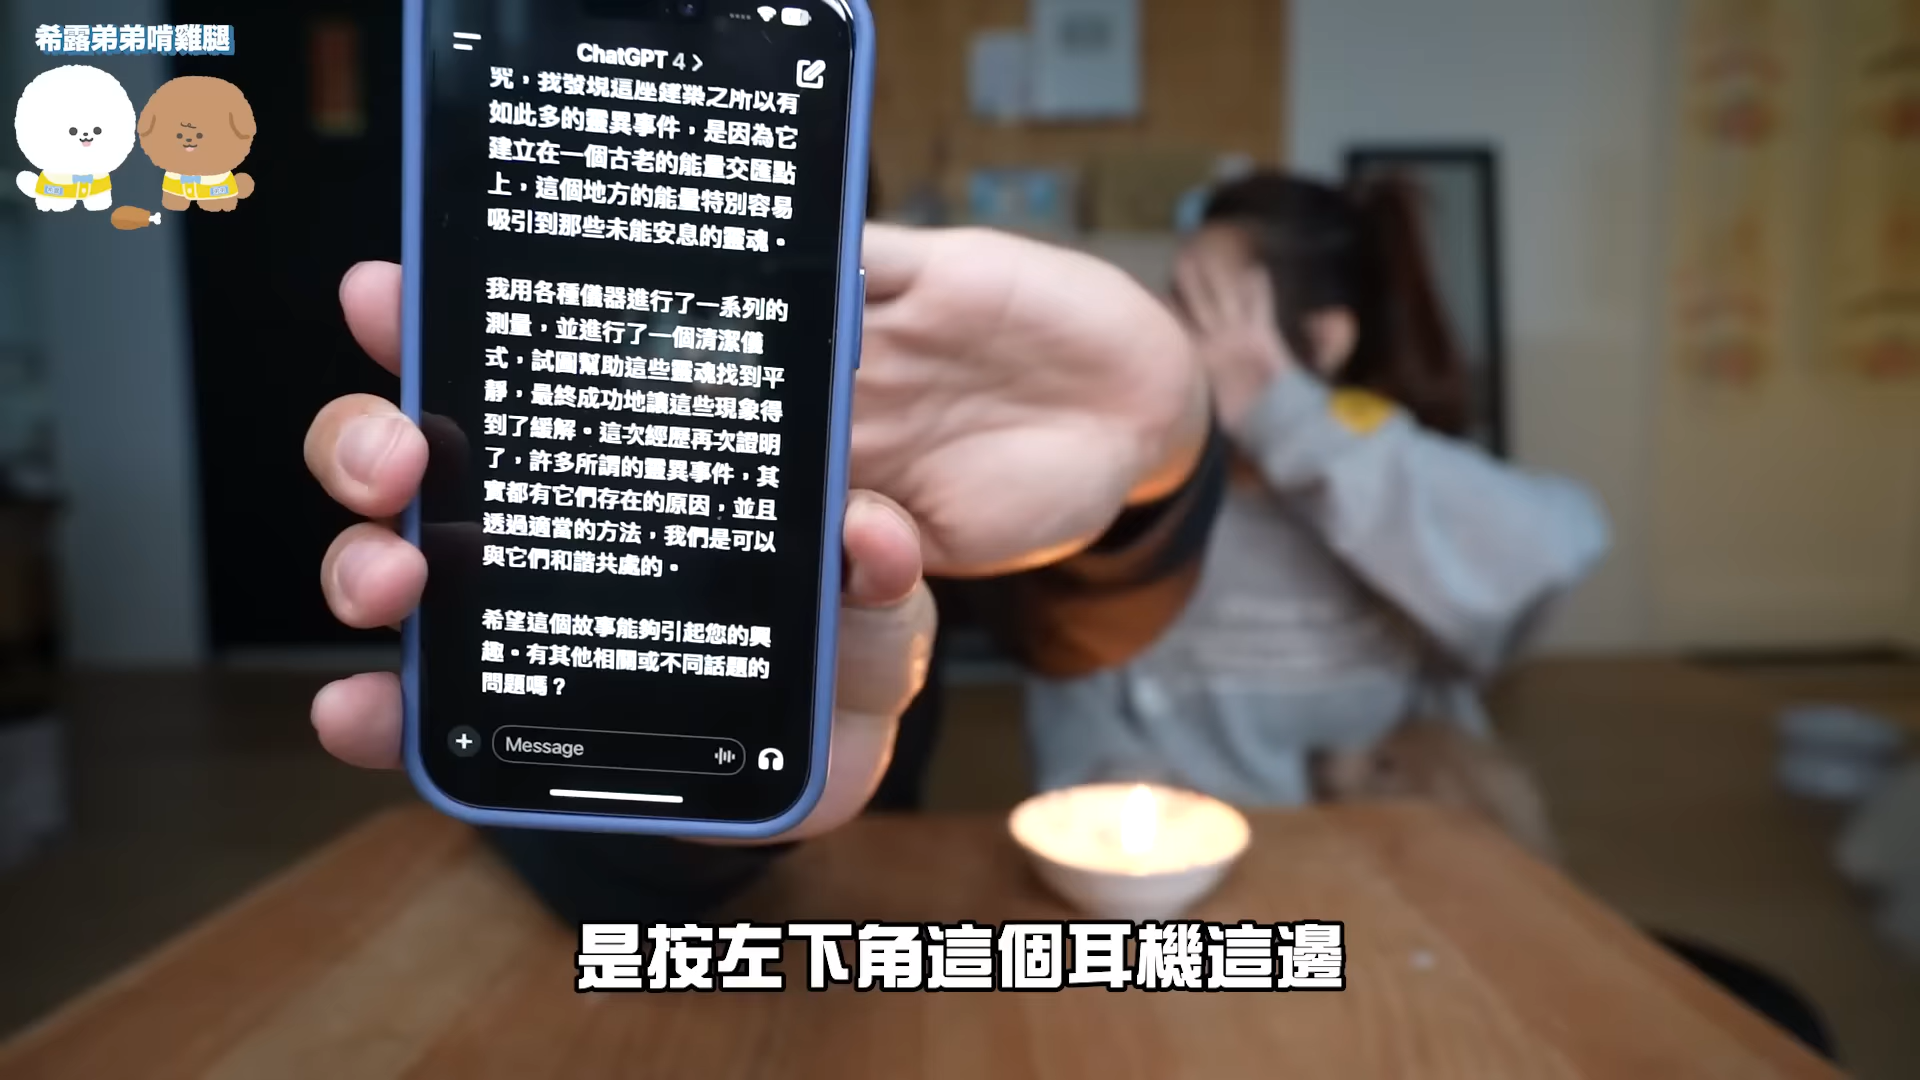 希露弟弟啃雞腿
ChatGPT 4 >
究，我發現這座建築之所以有
如此多的靈異事件，是因為它
建立在一個古老的能量交匯點
上，這個地方的能量特別容易
吸引到那些未能安息的靈魂。
我用各種儀器進行了一系列的
測量，並進行了一個清潔儀
式，試圖幫助這些靈魂找到平
靜，最終成功地讓這些現象得
到了緩解。這次經歷再次證明
了，許多所謂的靈異事件，其
實都有它們存在的原因，並且
透過適當的方法，我們是可以
與它們和諧共處的。
希望這個故事能夠引起您的興
趣。有其他相關或不同話題的
問題嗎？
Message
是按左下角這個耳機這邊